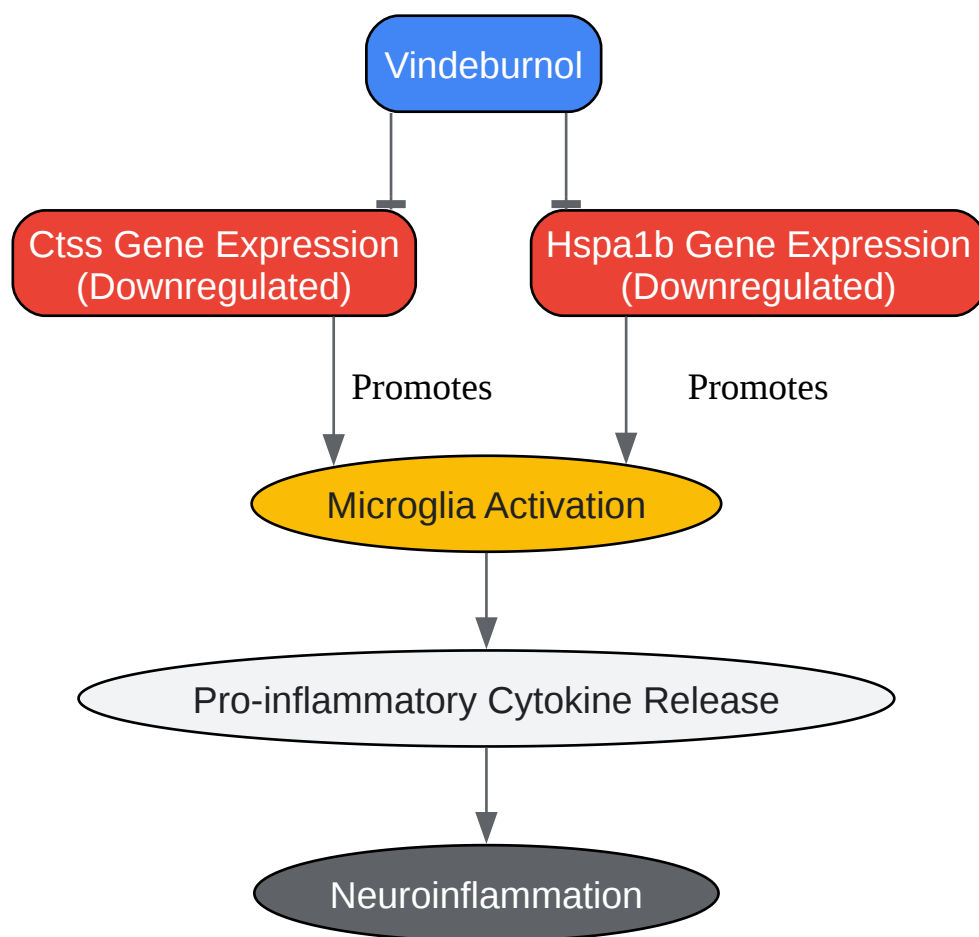 Vindeburnol
Ctss Gene Expression
(Downregulated)
Hspa1b Gene Expression
(Downregulated)
Promotes
Promotes
Microglia Activation
Pro-inflammatory Cytokine Release
Neuroinflammation